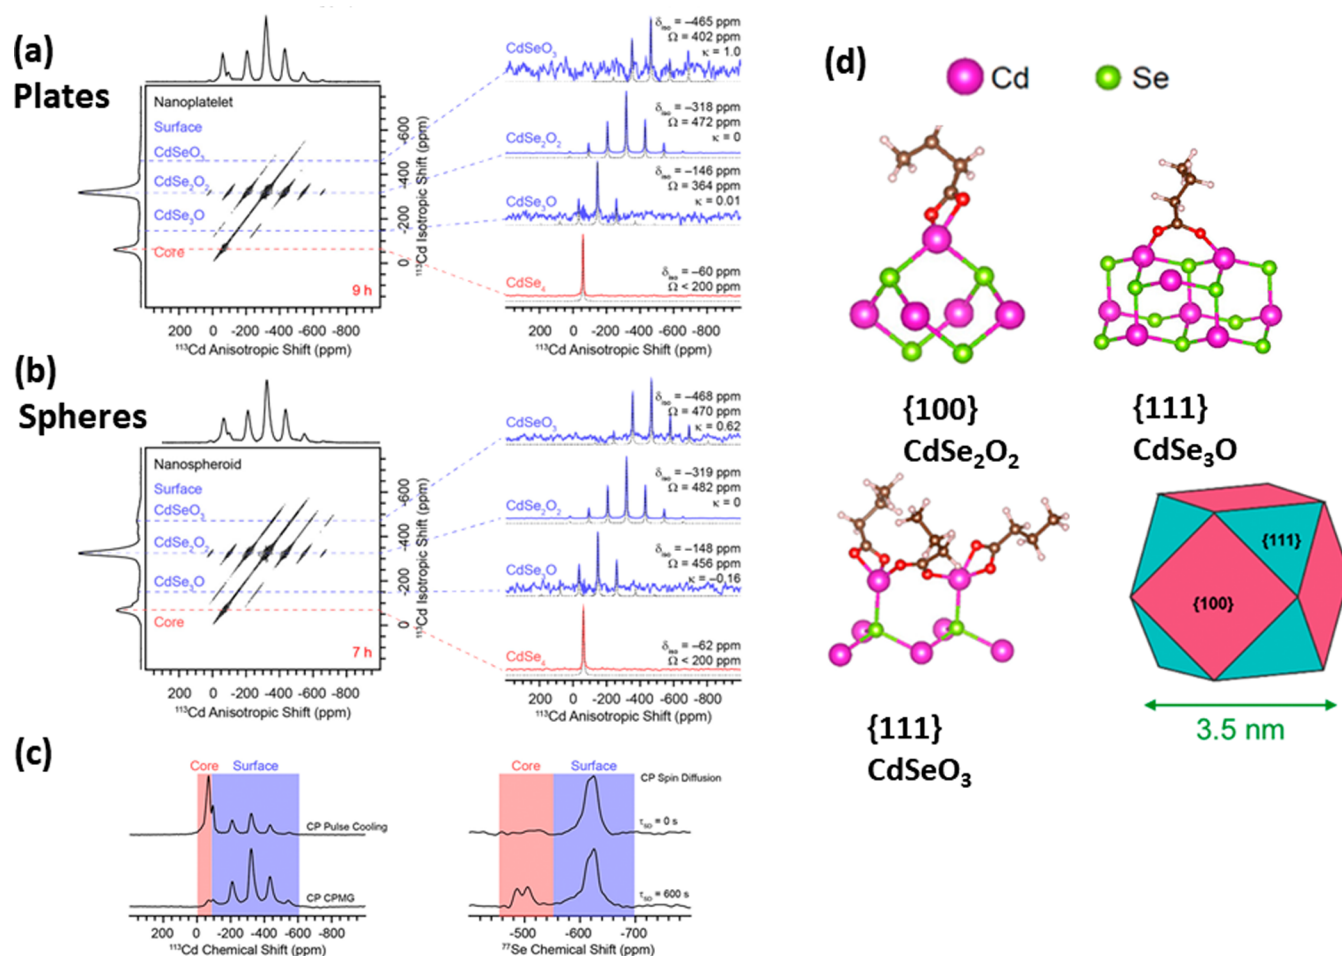 (a)
Plates
Nanoplatelet
Surface
CdSeO₃
CdSe₂O₂
CdSe₃O
Core
9 h
-600
-400
-200
0
¹¹³Cd Isotropic Shift (ppm)
200 0 -200 -400 -600 -800
¹¹³Cd Anisotropic Shift (ppm)
CdSeO₃
δiso = –465 ppm
Ω = 402 ppm
κ = 1.0
CdSe₂O₂
δiso = –318 ppm
Ω = 472 ppm
κ = 0
CdSe₃O
δiso = –146 ppm
Ω = 364 ppm
κ = 0.01
CdSe₄
δiso = –60 ppm
Ω < 200 ppm
200 0 -200 -400 -600 -800
¹¹³Cd Anisotropic Shift (ppm)
(b)
Spheres
Nanospheroid
Surface
CdSeO₃
CdSe₂O₂
CdSe₃O
Core
7 h
-600
-400
-200
0
¹¹³Cd Isotropic Shift (ppm)
200 0 -200 -400 -600 -800
¹¹³Cd Anisotropic Shift (ppm)
CdSeO₃
δiso = –468 ppm
Ω = 470 ppm
κ = 0.62
CdSe₂O₂
δiso = –319 ppm
Ω = 482 ppm
κ = 0
CdSe₃O
δiso = –148 ppm
Ω = 456 ppm
κ = –0.16
CdSe₄
δiso = –62 ppm
Ω < 200 ppm
200 0 -200 -400 -600 -800
¹¹³Cd Anisotropic Shift (ppm)
(c)
Core Surface
CP Pulse Cooling
CP CPMG
400 200 0 -200 -400 -600 -800
¹¹³Cd Chemical Shift (ppm)
Core Surface
CP Spin Diffusion
τSD = 0 s
τSD = 600 s
-500 -600 -700
⁷⁷Se Chemical Shift (ppm)
(d)
Cd Se
{100}
CdSe₂O₂
{111}
CdSe₃O
{111}
CdSeO₃
{111}
{100}
3.5 nm